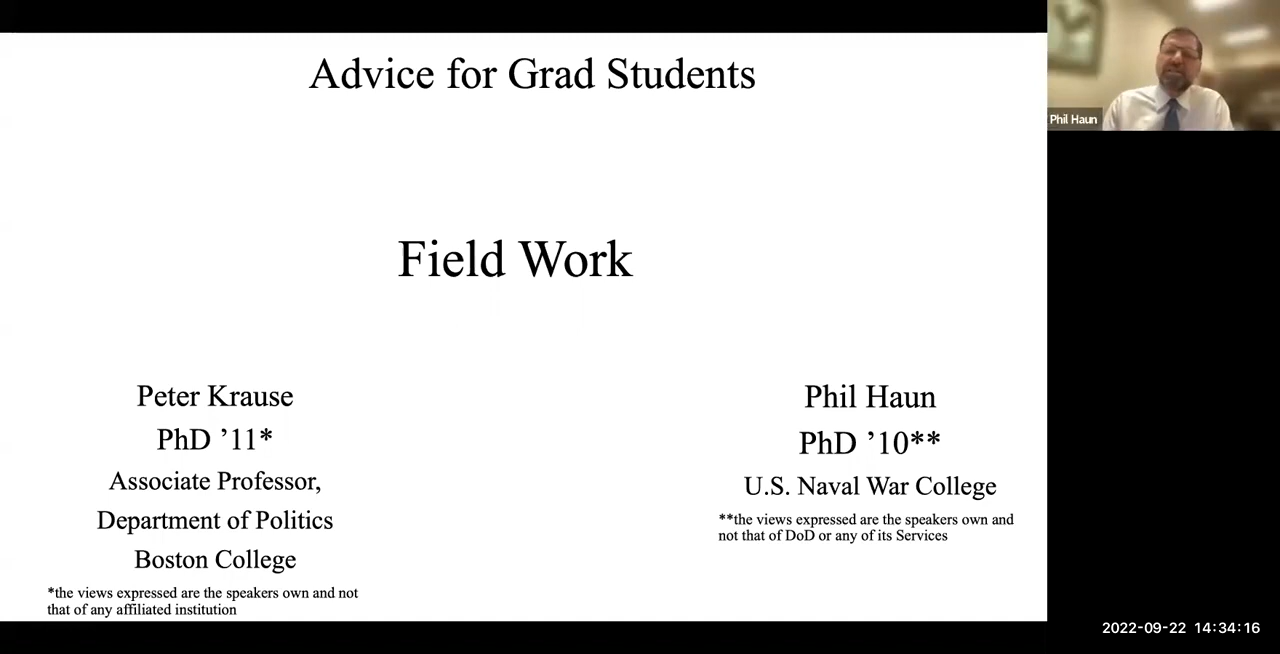 Advice for Grad Students
Field Work
Peter Krause
PhD ’11*
Associate Professor,
Department of Politics
Boston College
*the views expressed are the speakers own and not
that of any affiliated institution
Phil Haun
PhD ’10**
U.S. Naval War College
**the views expressed are the speakers own and
not that of DoD or any of its Services
Phil Haun
2022-09-22 14:34:16